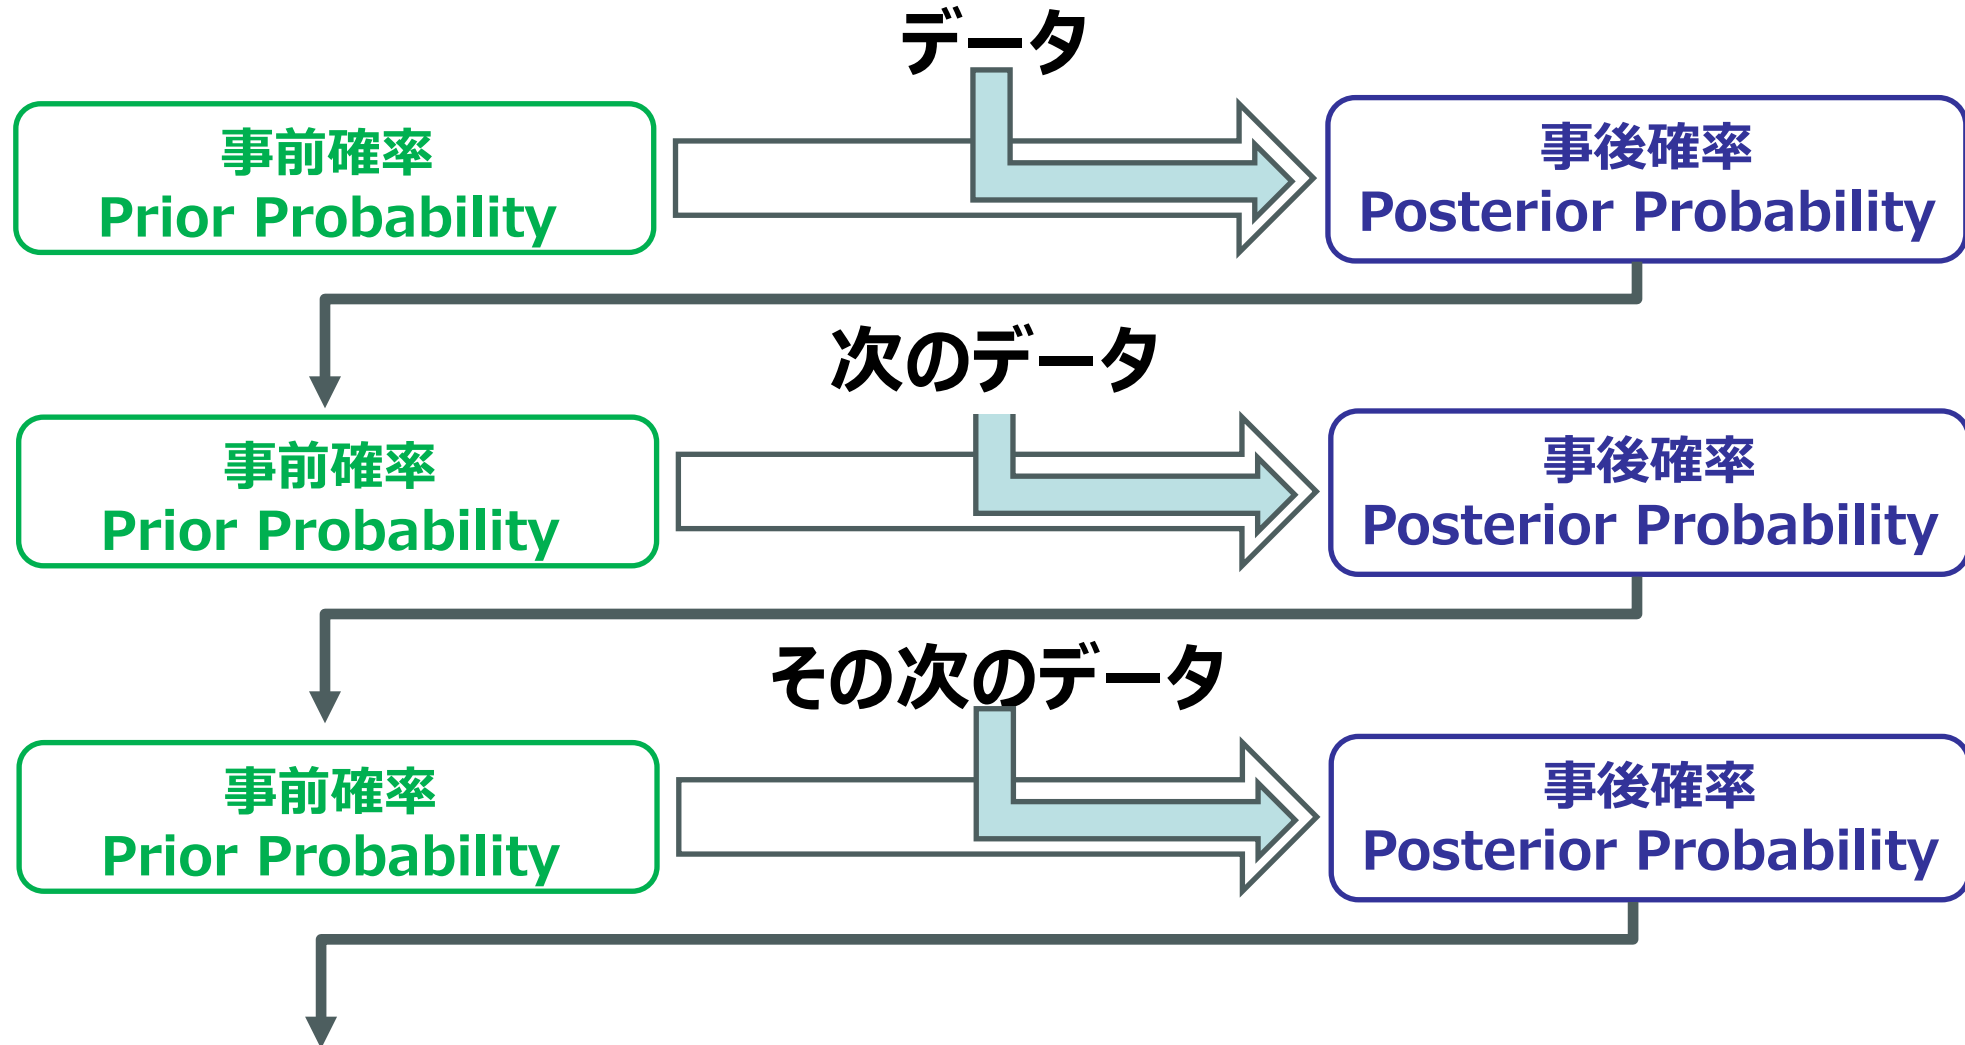 データ
事前確率
Prior Probability
事後確率
Posterior Probability
次のデータ
事前確率
Prior Probability
事後確率
Posterior Probability
その次のデータ
事前確率
Prior Probability
事後確率
Posterior Probability